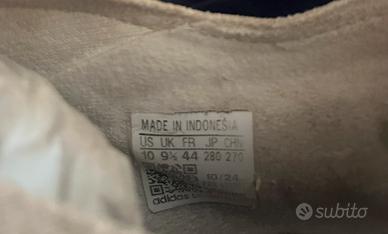 MADE IN INDONESIA
US UK FR JP CHN
10 9½ 44 280 270
10/24
adidas
subito